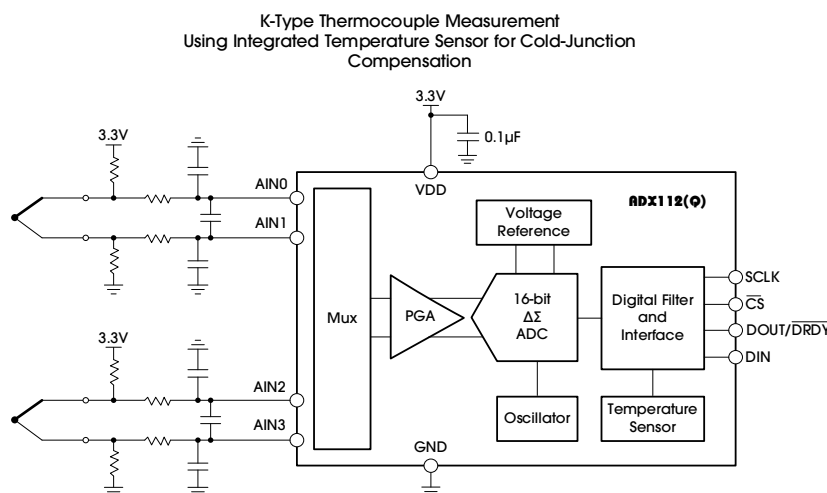 K-Type Thermocouple Measurement
Using Integrated Temperature Sensor for Cold-Junction
Compensation
3.3V
0.1µF
3.3V
AIN0
AIN1
VDD
ADX112(Q)
Voltage
Reference
Mux
PGA
16-bit
ΔΣ
ADC
Digital Filter
and
Interface
SCLK
CS
DOUT/DRDY
DIN
3.3V
AIN2
AIN3
Oscillator
Temperature
Sensor
GND